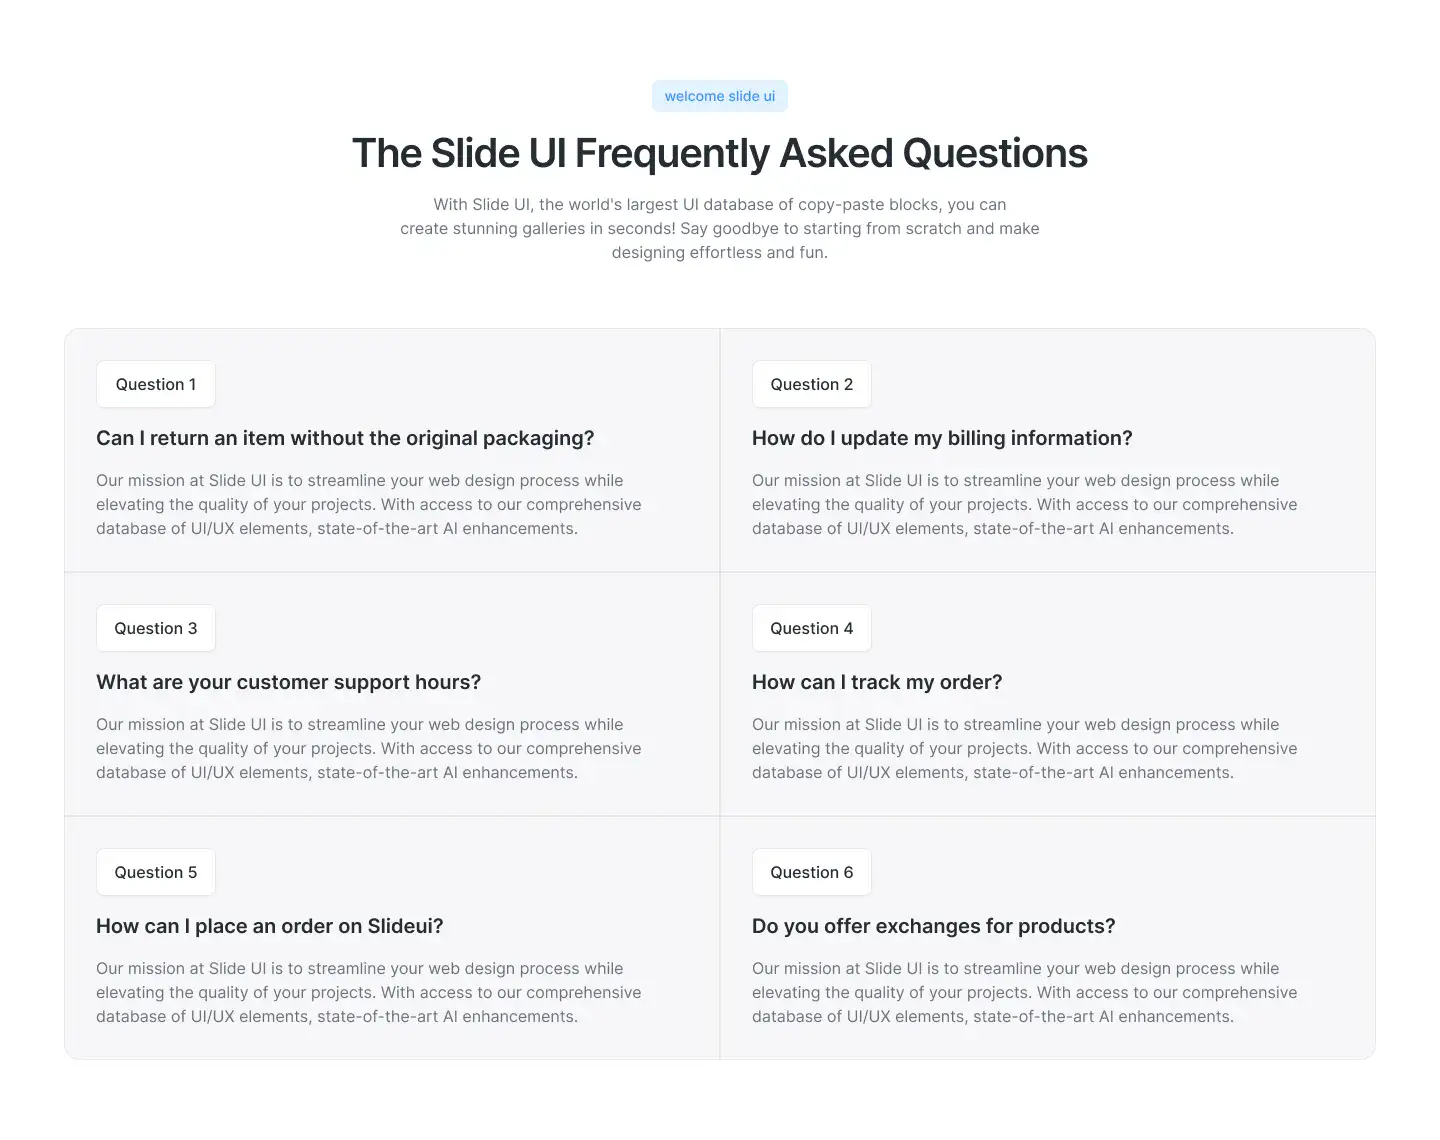 welcome slide ui
The Slide UI Frequently Asked Questions
With Slide UI, the world's largest UI database of copy-paste blocks, you can
create stunning galleries in seconds! Say goodbye to starting from scratch and make
designing effortless and fun.
Question 1
Can I return an item without the original packaging?
Our mission at Slide UI is to streamline your web design process while
elevating the quality of your projects. With access to our comprehensive
database of UI/UX elements, state-of-the-art AI enhancements.
Question 2
How do I update my billing information?
Our mission at Slide UI is to streamline your web design process while
elevating the quality of your projects. With access to our comprehensive
database of UI/UX elements, state-of-the-art AI enhancements.
Question 3
What are your customer support hours?
Our mission at Slide UI is to streamline your web design process while
elevating the quality of your projects. With access to our comprehensive
database of UI/UX elements, state-of-the-art AI enhancements.
Question 4
How can I track my order?
Our mission at Slide UI is to streamline your web design process while
elevating the quality of your projects. With access to our comprehensive
database of UI/UX elements, state-of-the-art AI enhancements.
Question 5
How can I place an order on Slideui?
Our mission at Slide UI is to streamline your web design process while
elevating the quality of your projects. With access to our comprehensive
database of UI/UX elements, state-of-the-art AI enhancements.
Question 6
Do you offer exchanges for products?
Our mission at Slide UI is to streamline your web design process while
elevating the quality of your projects. With access to our comprehensive
database of UI/UX elements, state-of-the-art AI enhancements.